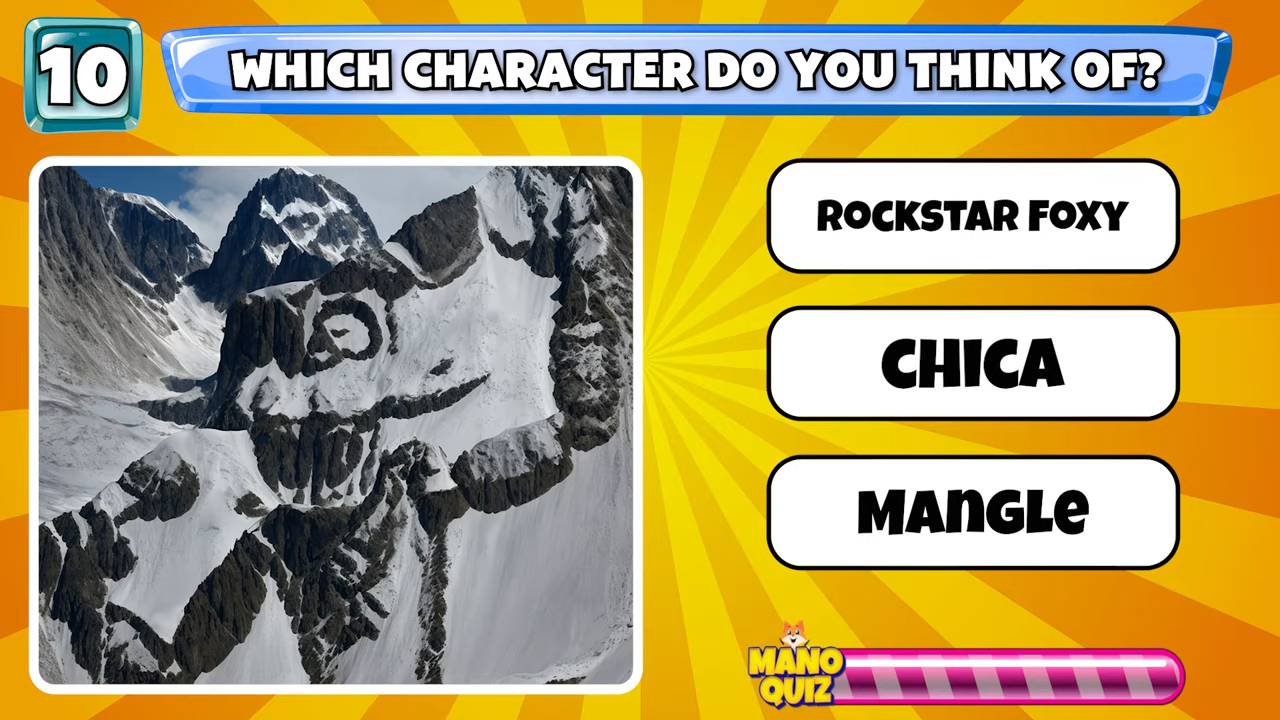 10
WHICH CHARACTER DO YOU THINK OF?
ROCKSTAR FOXY
CHICA
MANGLE
MANO
QUIZ